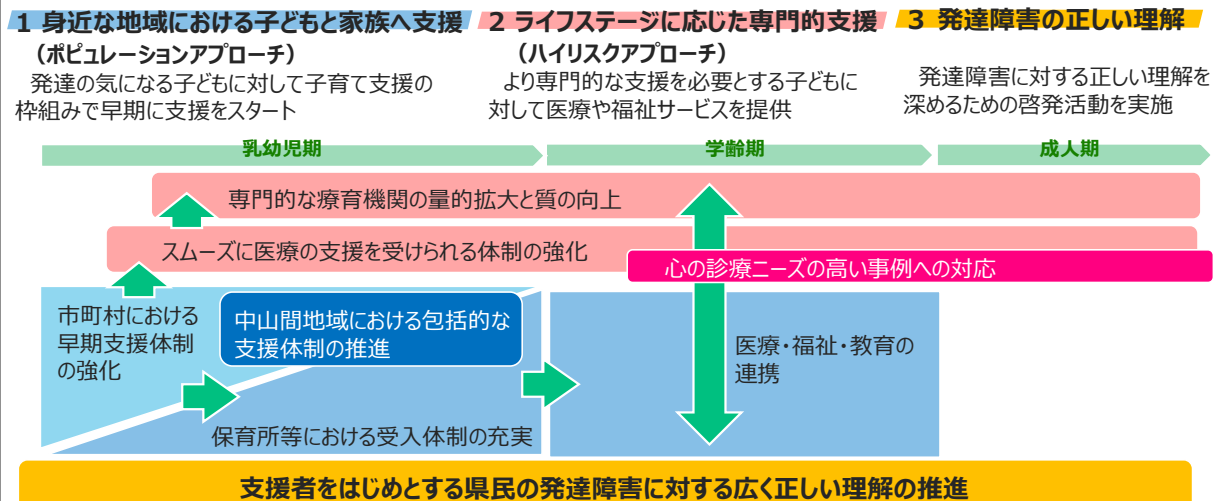 1 身近な地域における子どもと家族へ支援
（ポピュレーションアプローチ）
発達の気になる子どもに対して子育て支援の
枠組みで早期に支援をスタート
2 ライフステージに応じた専門的支援
（ハイリスクアプローチ）
より専門的な支援を必要とする子どもに
対して医療や福祉サービスを提供
3 発達障害の正しい理解
発達障害に対する正しい理解を
深めるための啓発活動を実施
乳幼児期
学齢期
成人期
専門的な療育機関の量的拡大と質の向上
スムーズに医療の支援を受けられる体制の強化
心の診療ニーズの高い事例への対応
市町村における
早期支援体制
の強化
中山間地域における包括的な
支援体制の推進
医療・福祉・教育の
連携
保育所等における受入体制の充実
支援者をはじめとする県民の発達障害に対する広く正しい理解の推進